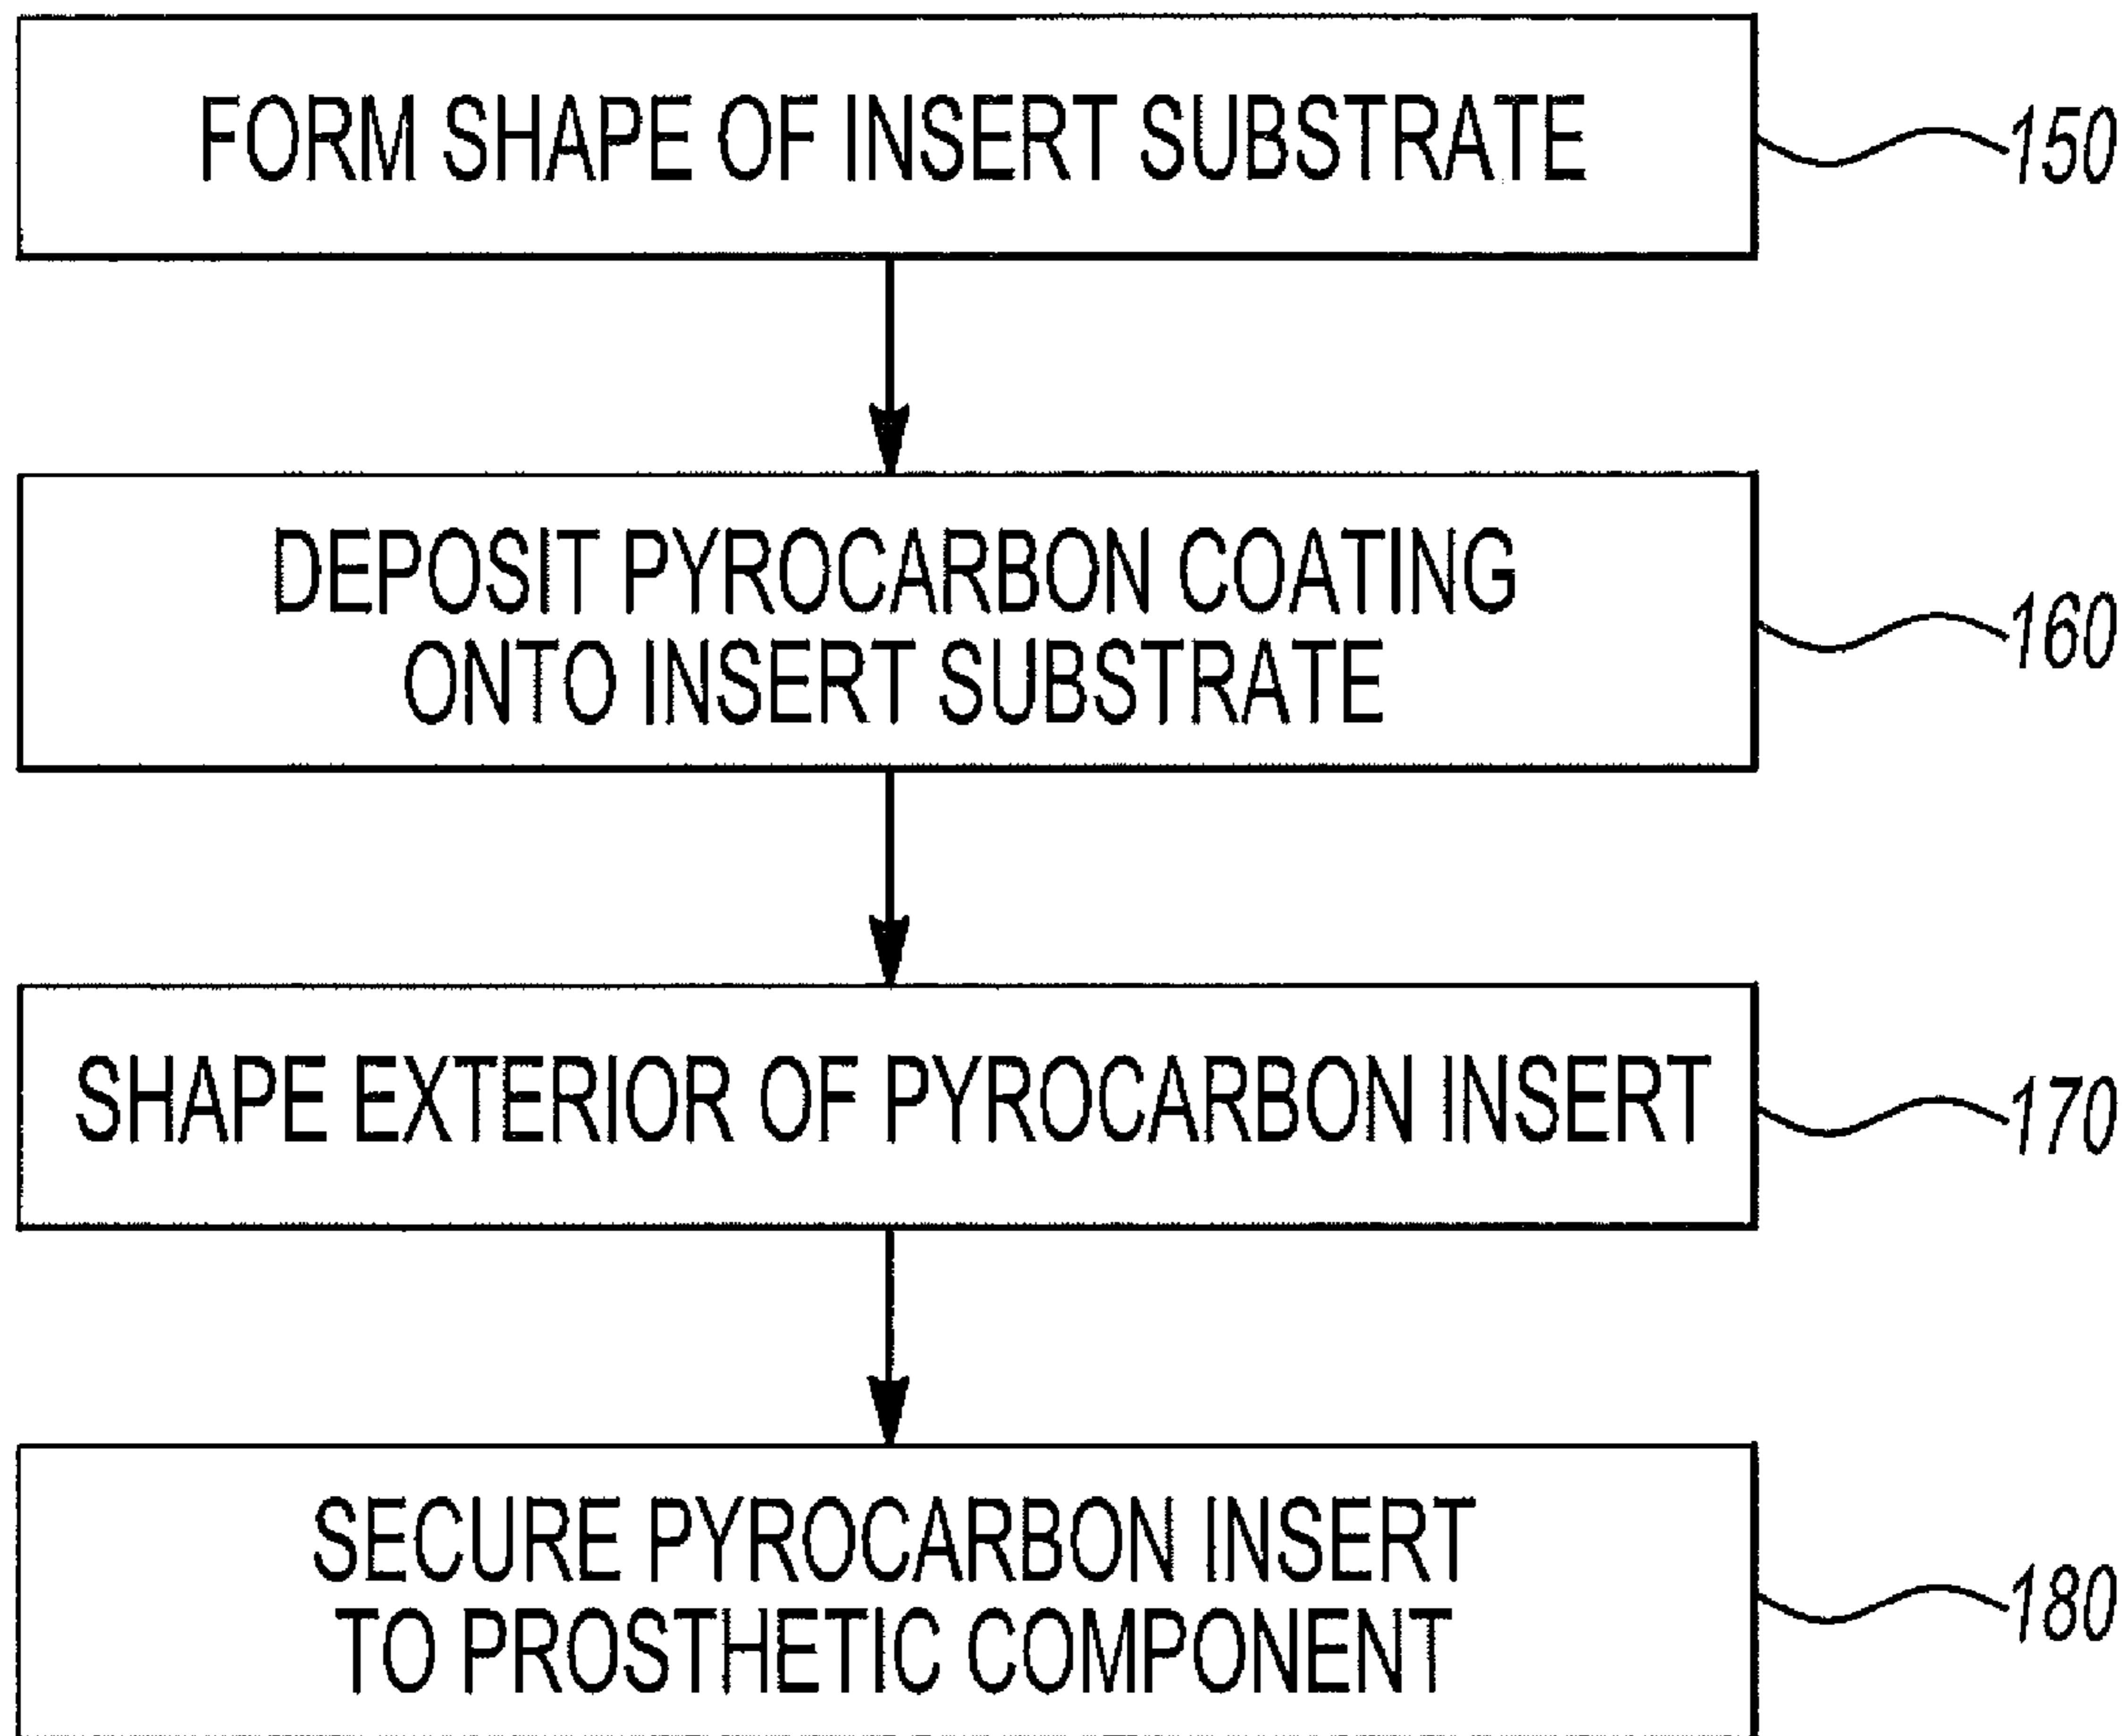 FORM SHAPE OF INSERT SUBSTRATE
150
DEPOSIT PYROCARBON COATING
ONTO INSERT SUBSTRATE
160
SHAPE EXTERIOR OF PYROCARBON INSERT
170
SECURE PYROCARBON INSERT
TO PROSTHETIC COMPONENT
180